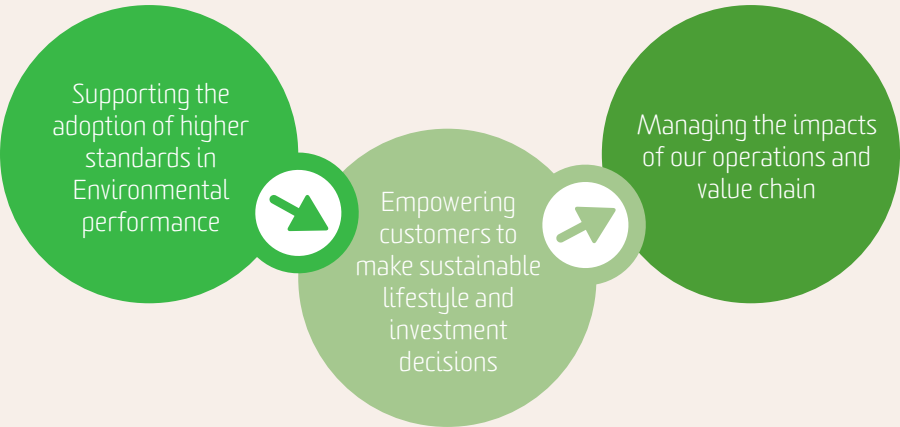 Supporting the
adoption of higher
standards in
Environmental
performance
Empowering
customers to
make sustainable
lifestyle and
investment
decisions
Managing the impacts
of our operations and
value chain